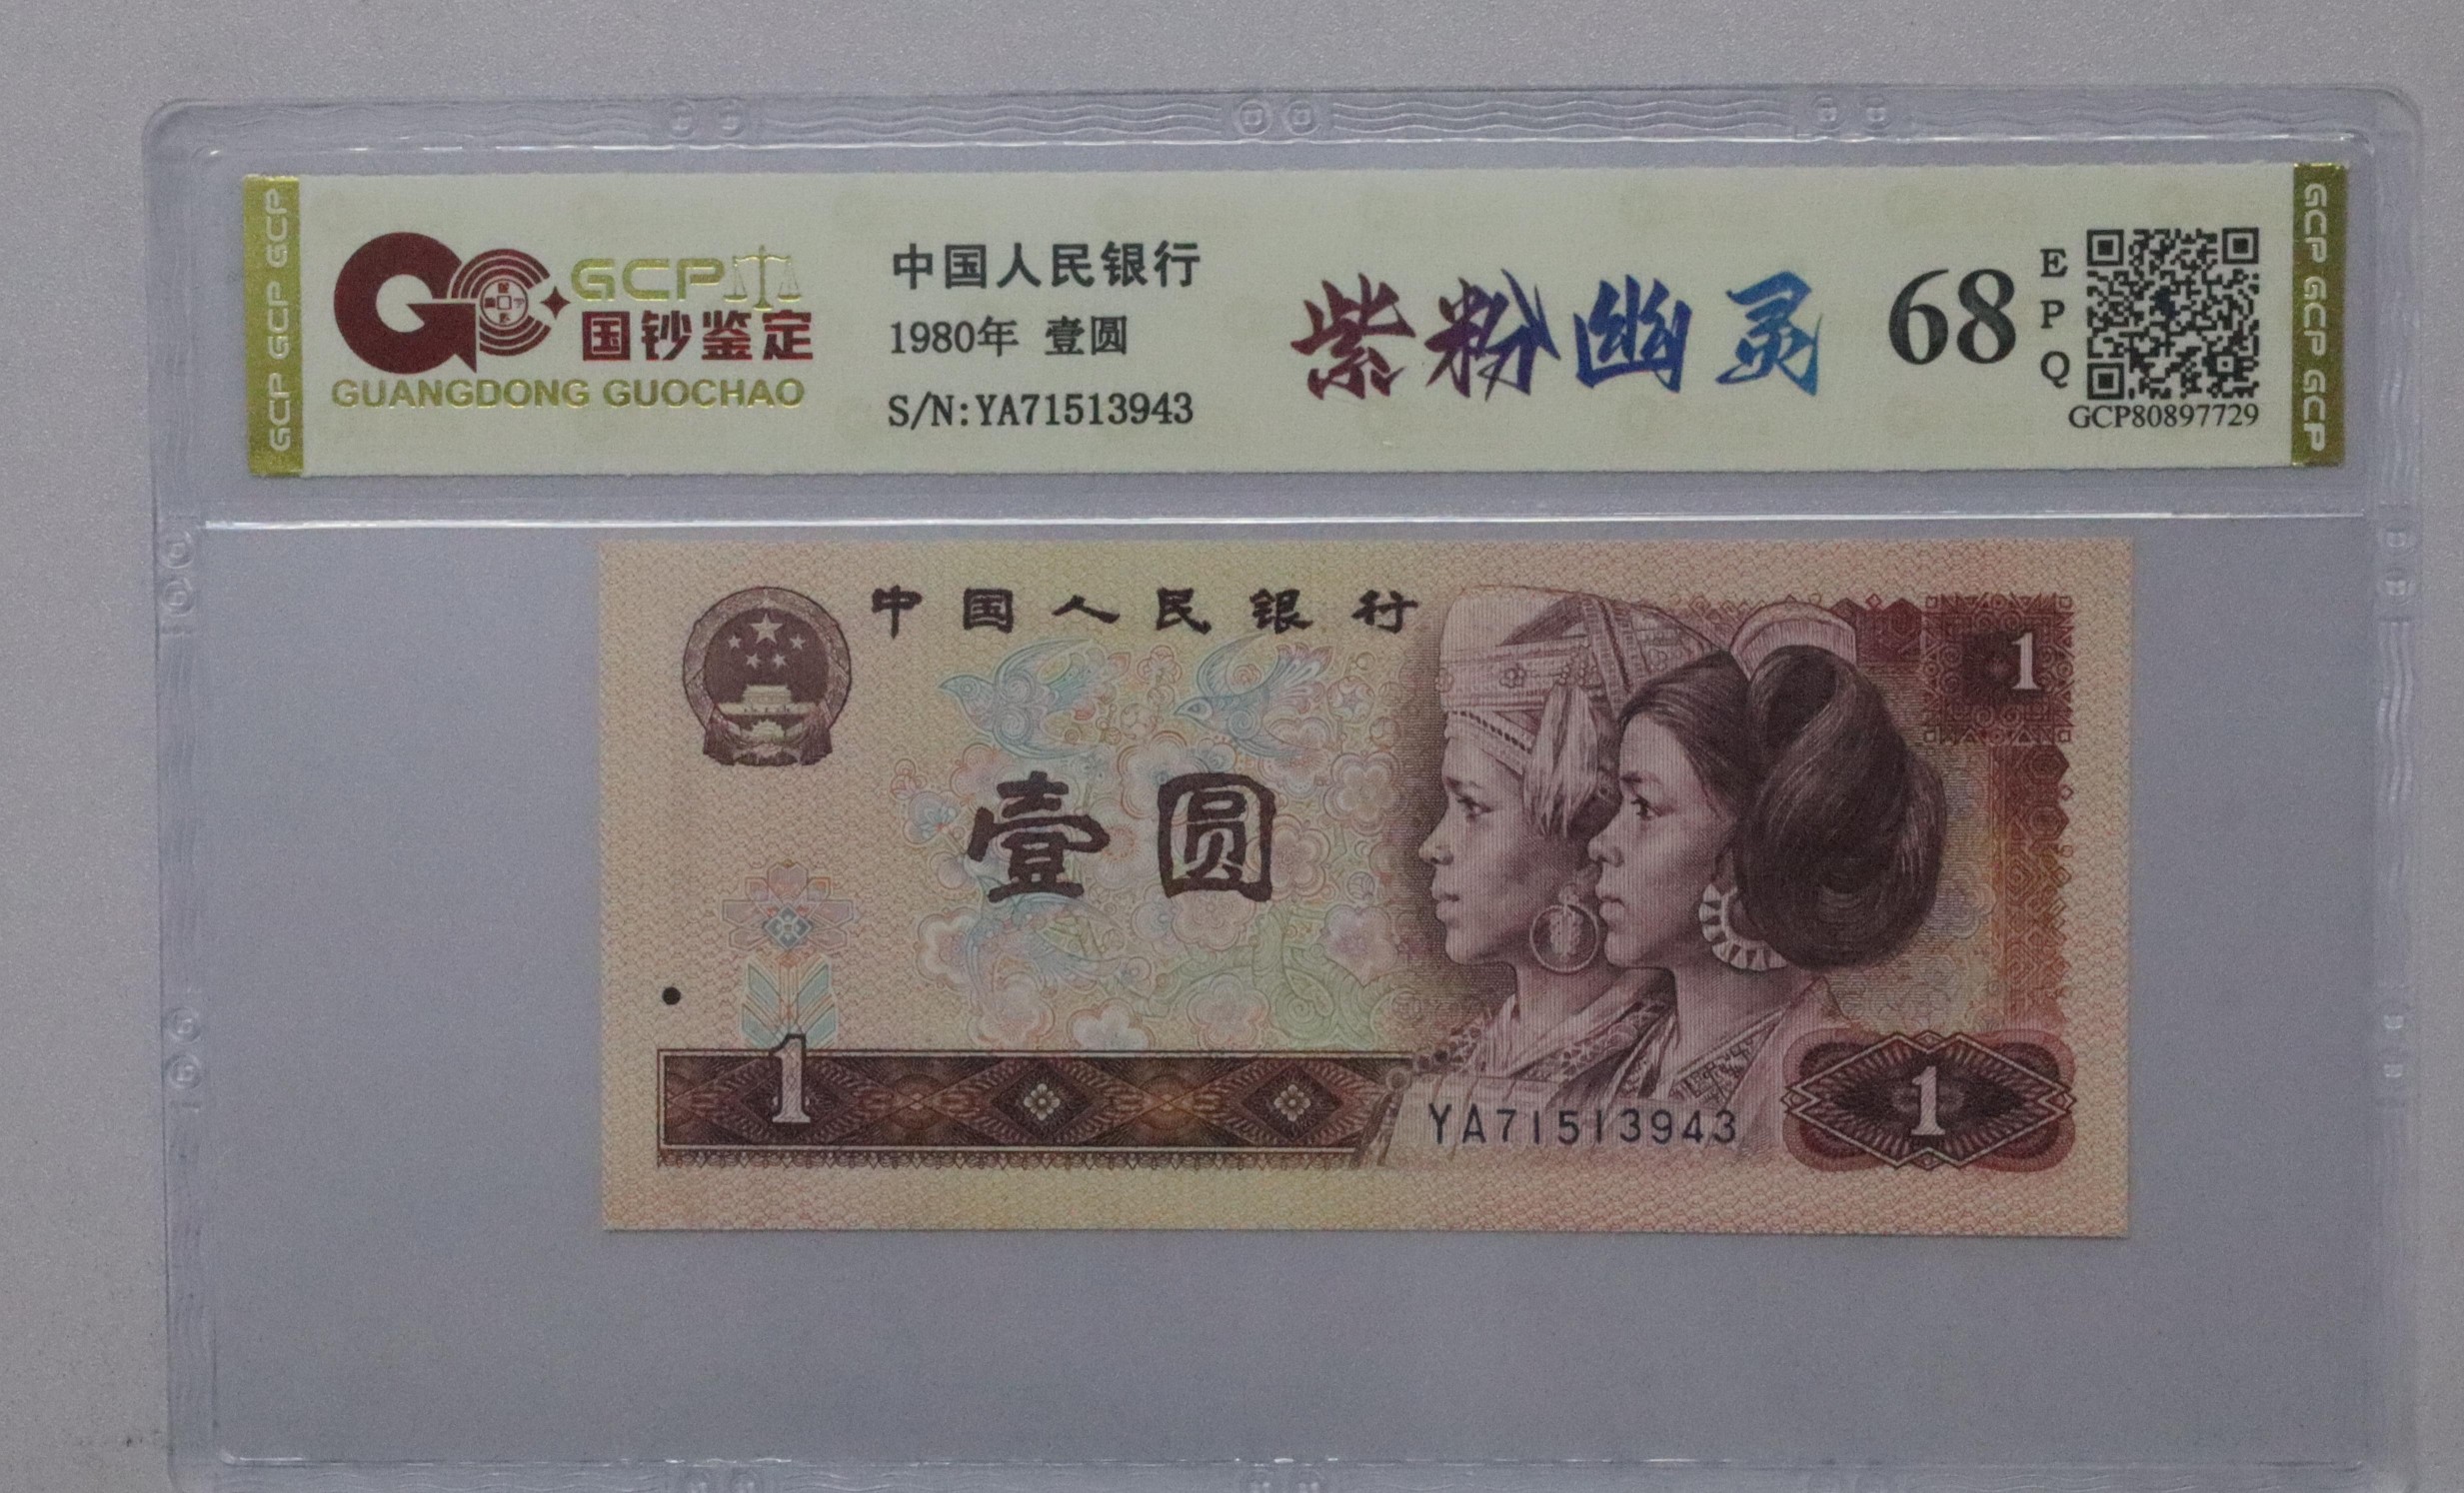 GCP GCP GCP
GCP
国钞鉴定
GUANGDONG GUOCHAO
中国人民银行
1980年 壹圆
S/N:YA71513943
紫粉幽灵
68
EPQ
GCP80897729
GCP GCP GCP
中国人民银行
1
壹圆
1
YA71513943
1